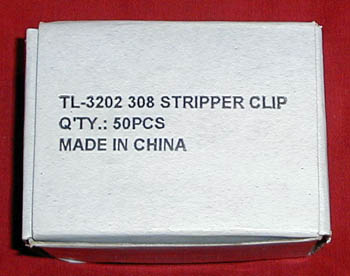 TL-3202 308 STRIPPER CLIP
Q'TY.: 50PCS
MADE IN CHINA